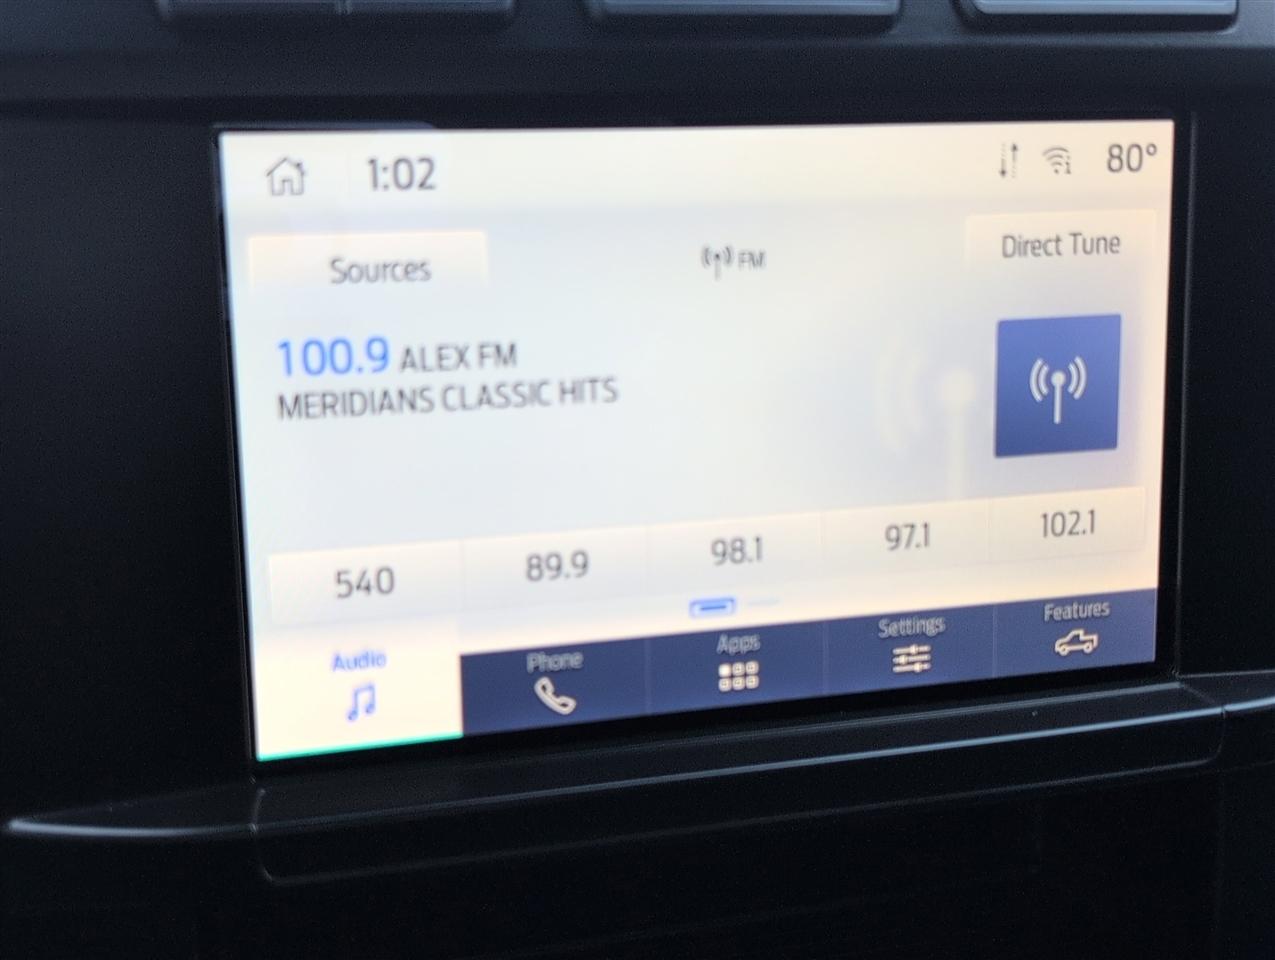 1:02 80°
Sources FM Direct Tune
100.9 ALEX FM
MERIDIANS CLASSIC HITS
540 89.9 98.1 97.1 102.1
Audio Phone Apps Settings Features